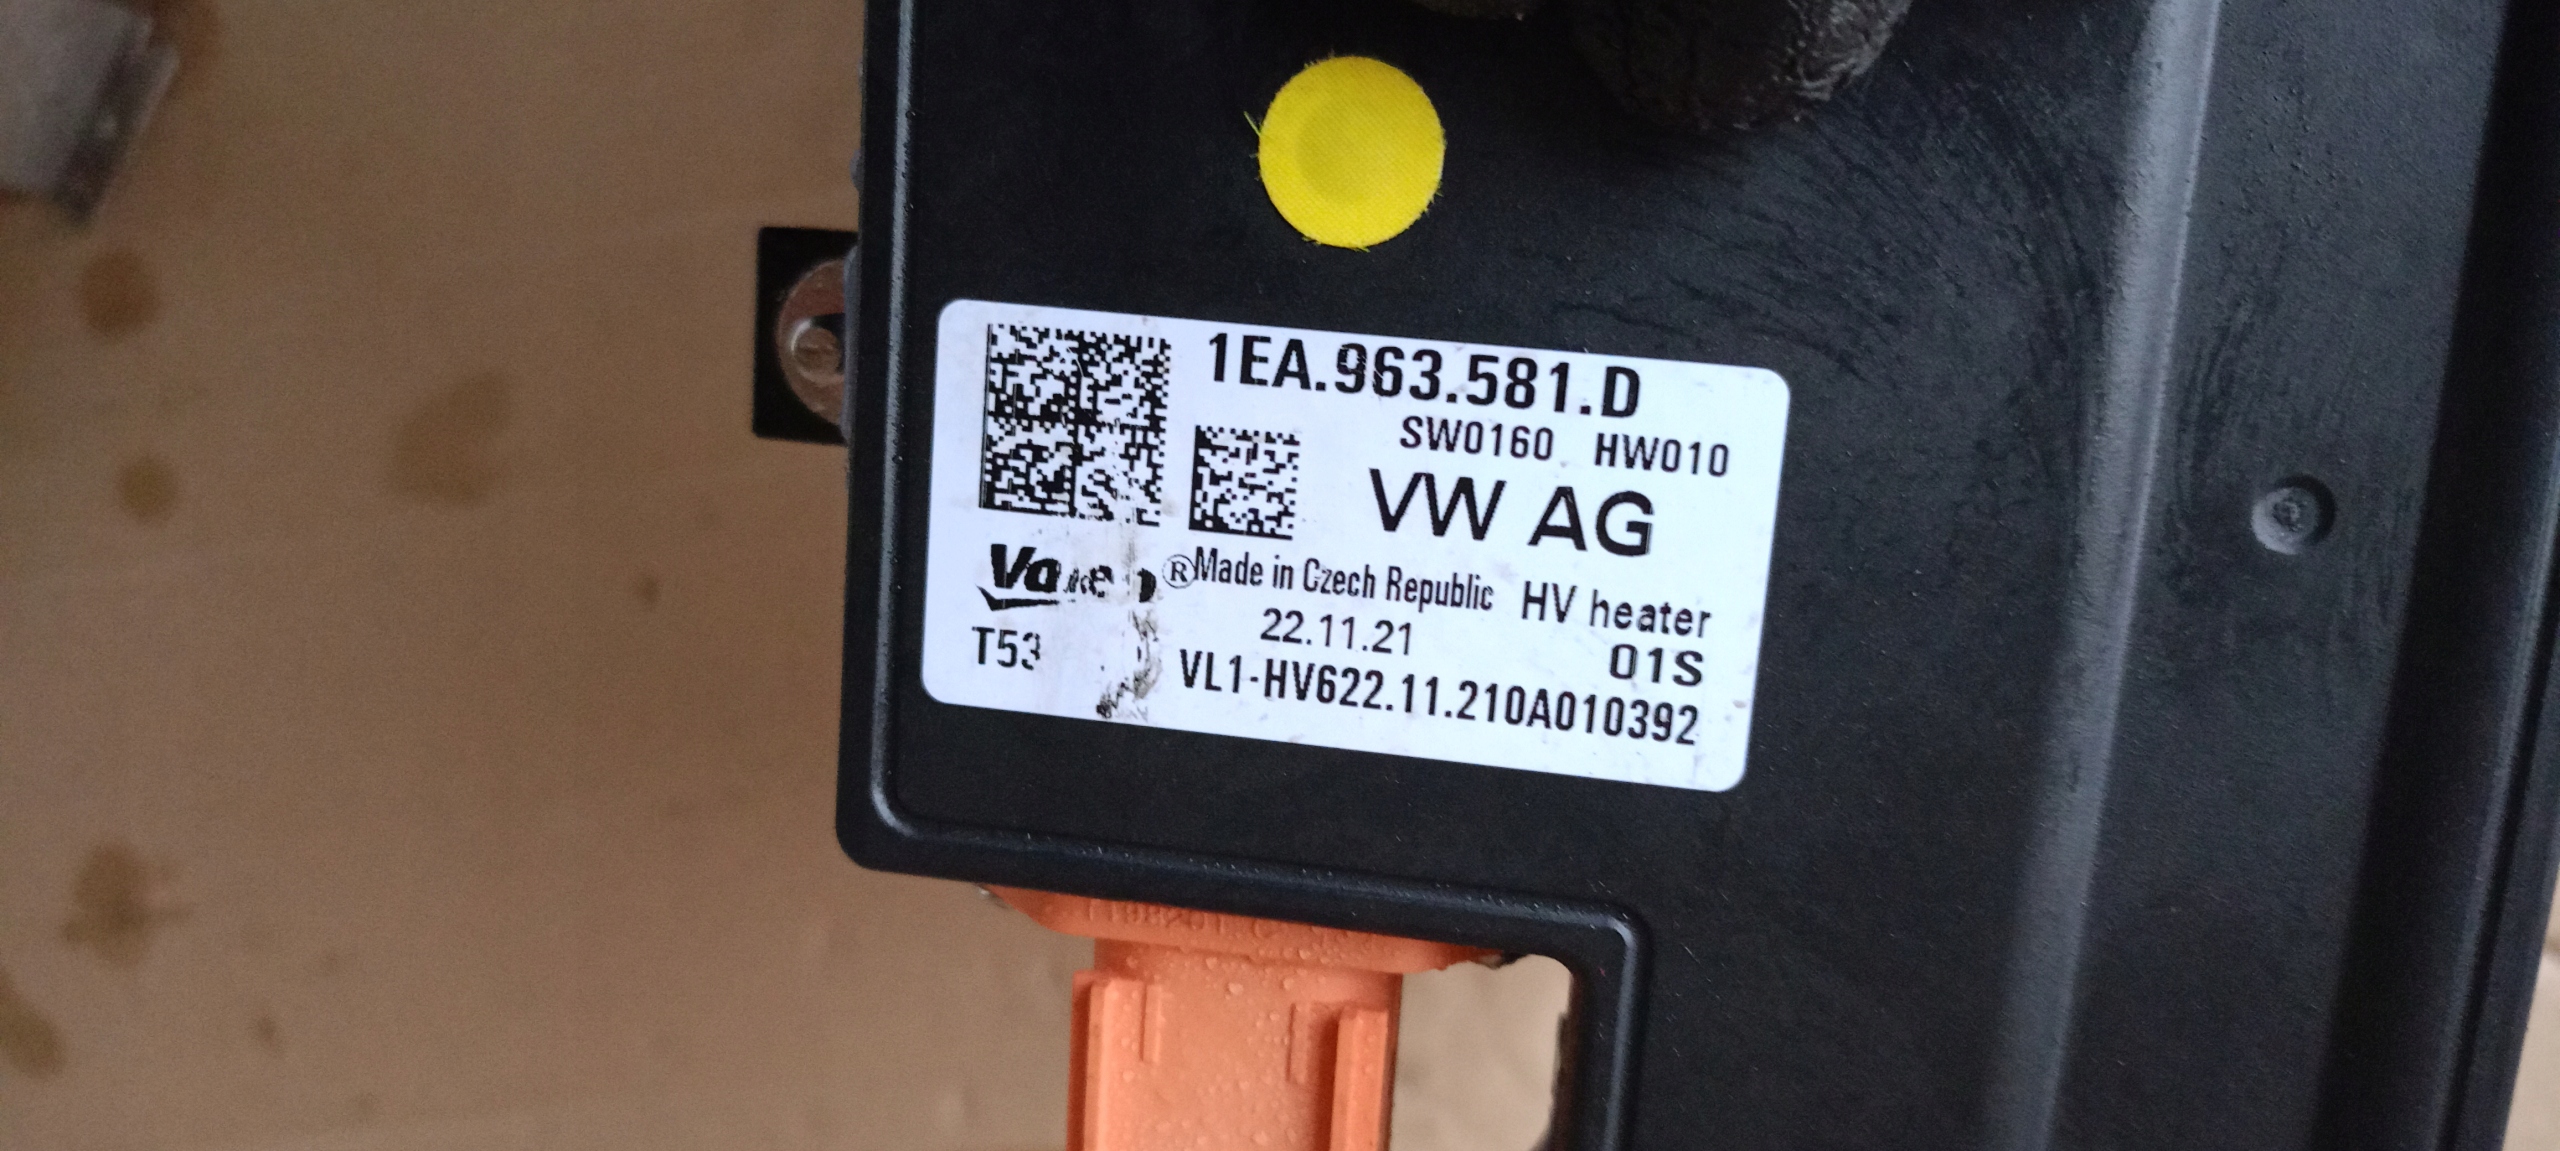 1EA.963.581.D
SW0160 HW010
VW AG
Valeo ® Made in Czech Republic HV heater
22.11.21 01S
T53
VL1-HV622.11.210A010392